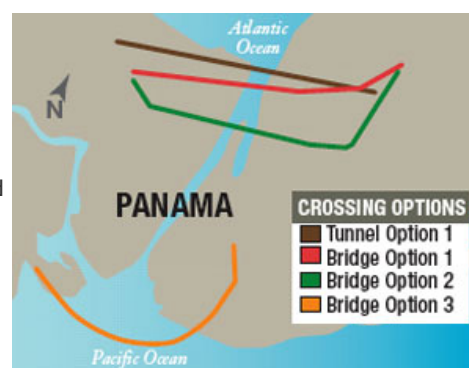 Atlantic
Ocean
N
d
PANAMA
CROSSING OPTIONS
Tunnel Option 1
Bridge Option 1
Bridge Option 2
Bridge Option 3
Pacific Ocean